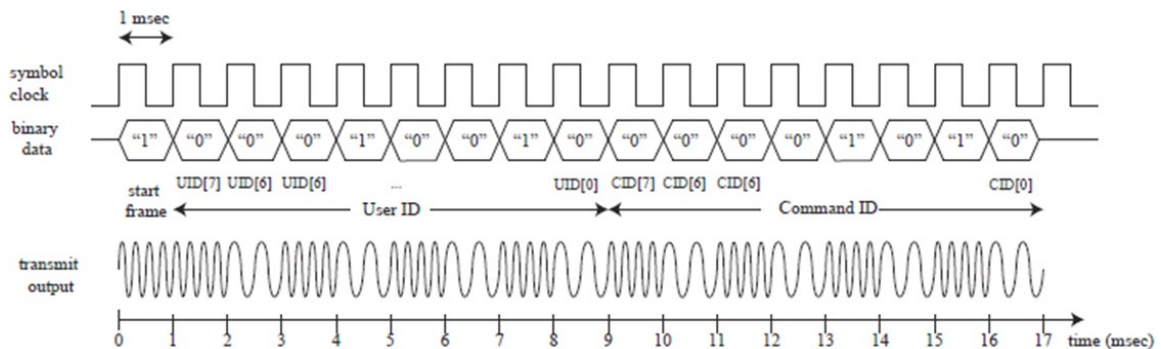 1 msec
symbol
clock
binary
data
“1” “0” “0” “0” “1” “0” “0” “1” “0” “0” “0” “0” “0” “1” “0” “1” “0”
UID[7] UID[6] UID[6] ... UID[0] CID[7] CID[6] CID[6] CID[0]
start
frame
User ID Command ID
transmit
output
0 1 2 3 4 5 6 7 8 9 10 11 12 13 14 15 16 17 time (msec)